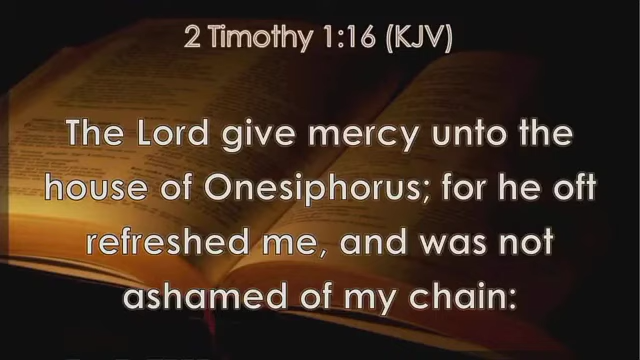 2 Timothy 1:16 (KJV)
The Lord give mercy unto the
house of Onesiphorus; for he oft
refreshed me, and was not
ashamed of my chain: